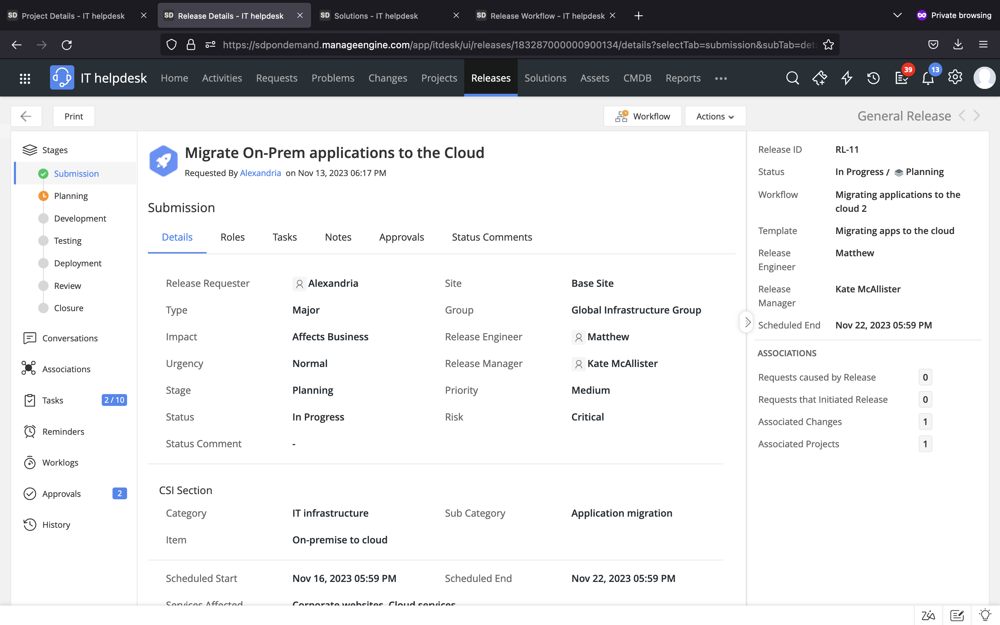 SD Project Details - IT helpdesk
SD Release Details - IT helpdesk
SD Solutions - IT helpdesk
SD Release Workflow - IT helpdesk
Private browsing
https://sdpondemand.manageengine.com/app/itdesk/ui/releases/183287000000900134/details?selectTab=submission&subTab=deta
IT helpdesk
Home
Activities
Requests
Problems
Changes
Projects
Releases
Solutions
Assets
CMDB
Reports
39
13
Print
Workflow
Actions
General Release
Stages
Submission
Planning
Development
Testing
Deployment
Review
Closure
Conversations
Associations
Tasks 2 / 10
Reminders
Worklogs
Approvals 2
History
Migrate On-Prem applications to the Cloud
Requested By Alexandria on Nov 13, 2023 06:17 PM
Submission
Details Roles Tasks Notes Approvals Status Comments
Release Requester Alexandria Site Base Site
Type Major Group Global Infrastructure Group
Impact Affects Business Release Engineer Matthew
Urgency Normal Release Manager Kate McAllister
Stage Planning Priority Medium
Status In Progress Risk Critical
Status Comment -
CSI Section
Category IT infrastructure Sub Category Application migration
Item On-premise to cloud
Scheduled Start Nov 16, 2023 05:59 PM Scheduled End Nov 22, 2023 05:59 PM
Services Affected Corporate websites, Cloud services
Release ID RL-11
Status In Progress / Planning
Workflow Migrating applications to the
cloud 2
Template Migrating apps to the cloud
Release Matthew
Engineer
Release Kate McAllister
Manager
Scheduled End Nov 22, 2023 05:59 PM
ASSOCIATIONS
Requests caused by Release 0
Requests that Initiated Release 0
Associated Changes 1
Associated Projects 1